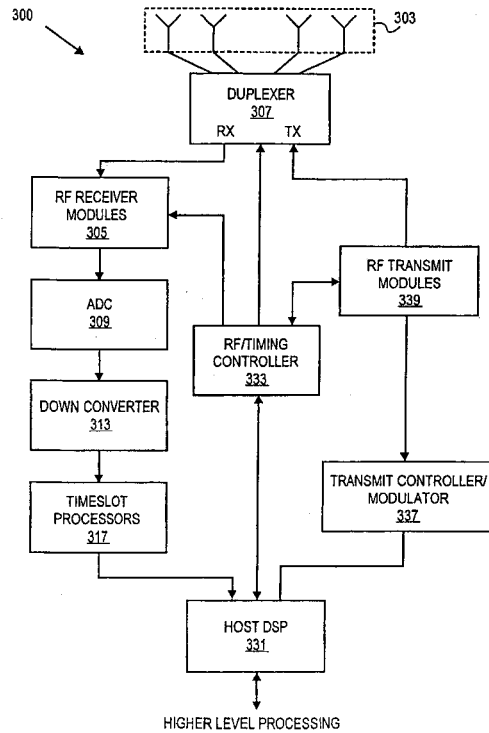 300
303
DUPLEXER
307
RX TX
RF RECEIVER
MODULES
305
RF TRANSMIT
MODULES
339
ADC
309
RF/TIMING
CONTROLLER
333
DOWN CONVERTER
313
TIMESLOT
PROCESSORS
317
TRANSMIT CONTROLLER/
MODULATOR
337
HOST DSP
331
HIGHER LEVEL PROCESSING